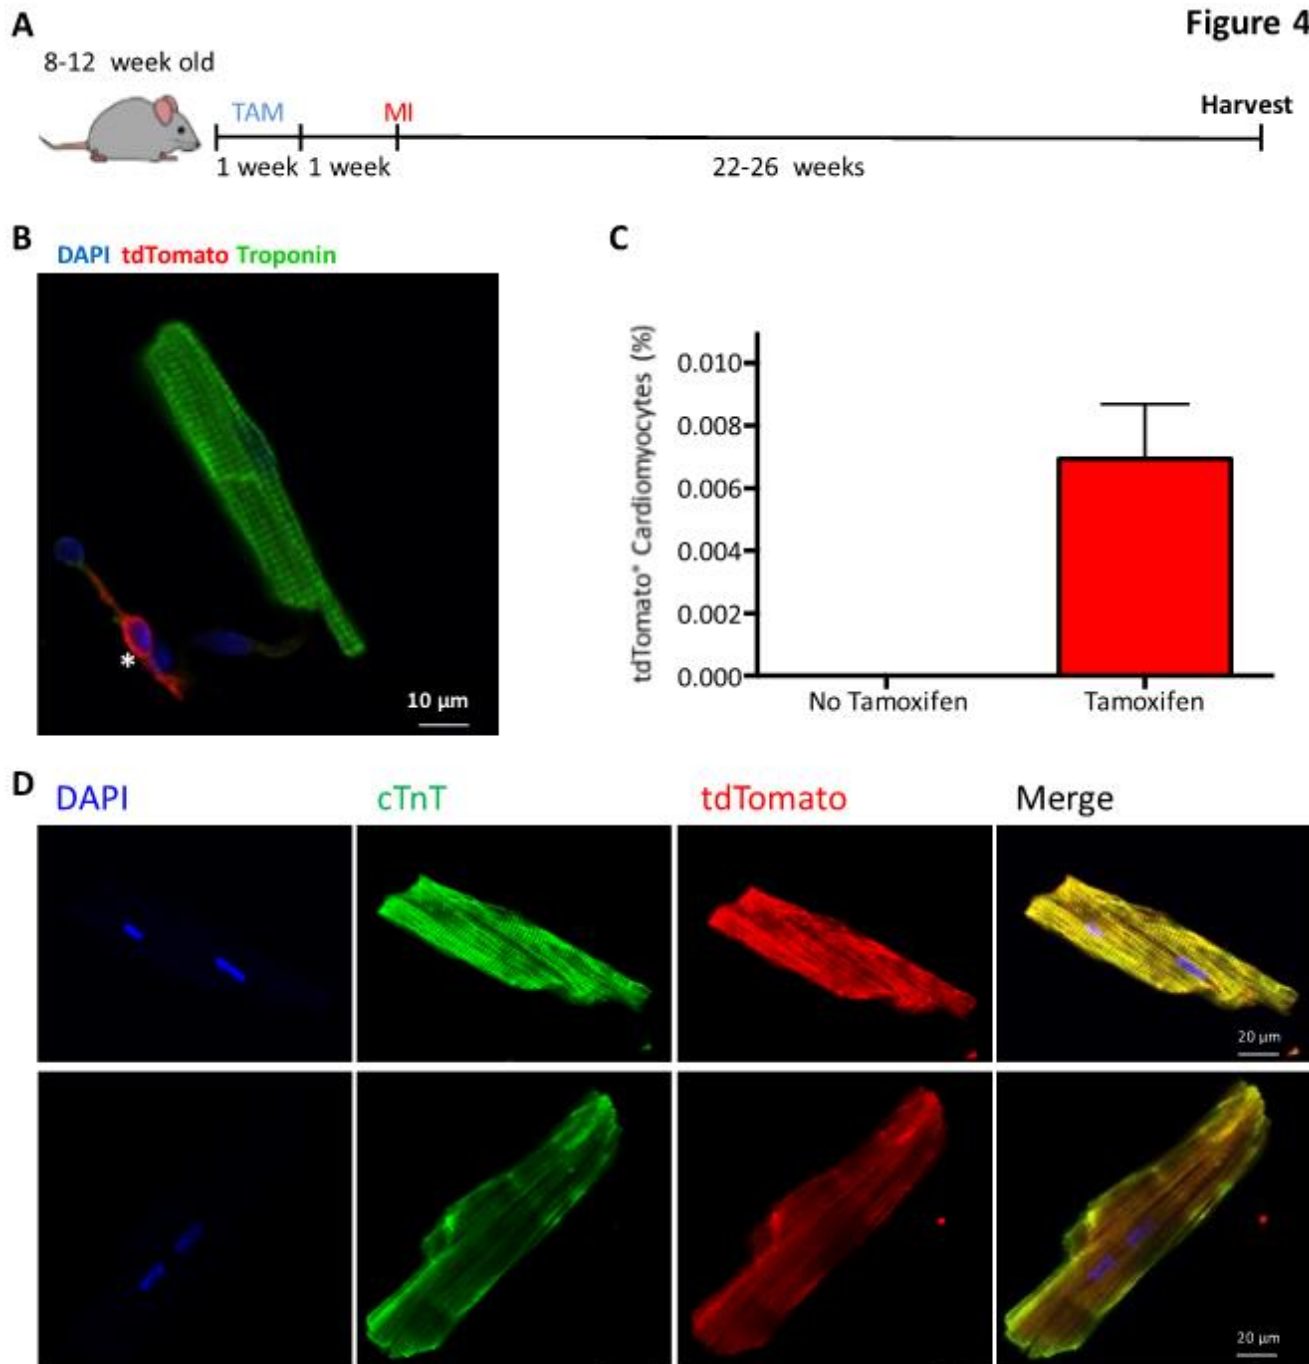 Figure 4
A
8-12 week old
TAM
MI
Harvest
1 week
1 week
22-26 weeks
B
DAPI tdTomato Troponin
*
10 µm
C
tdTomato⁺ Cardiomyocytes (%)
0.010
0.008
0.006
0.004
0.002
0.000
No Tamoxifen
Tamoxifen
D
DAPI
cTnT
tdTomato
Merge
20 µm
20 µm